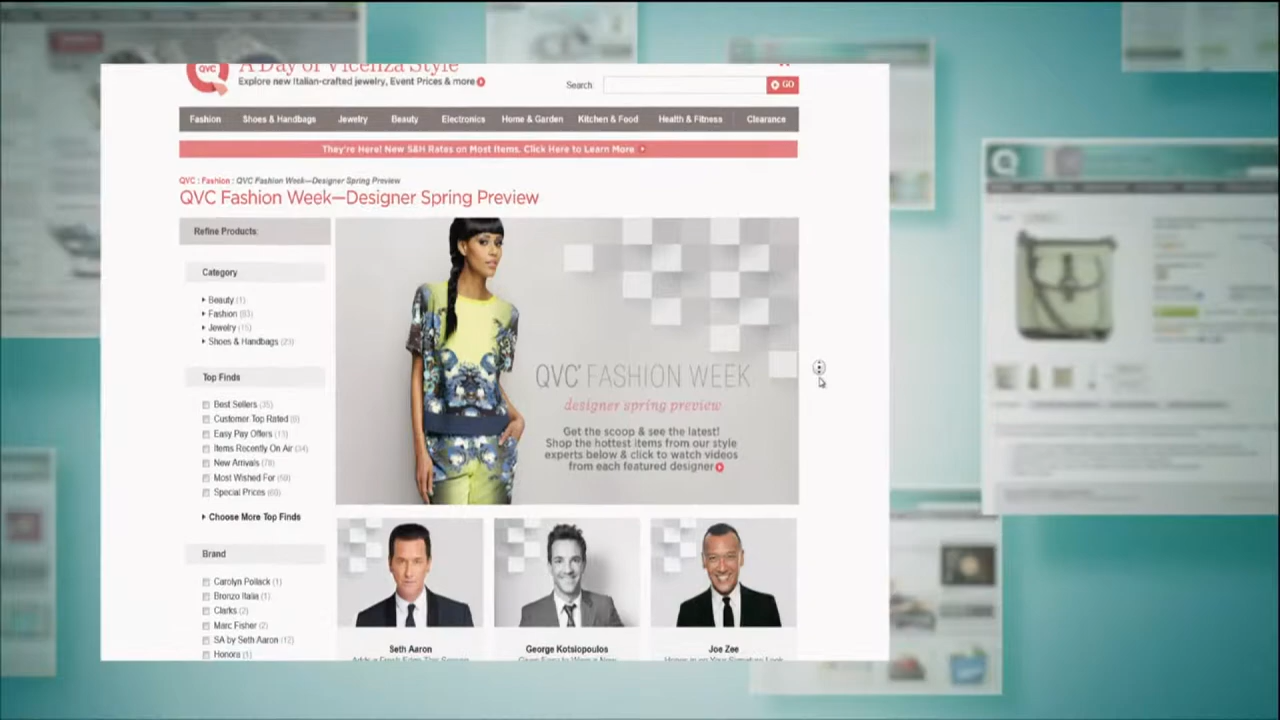 QVC
A Day of Vicenza Style
Explore new Italian-crafted jewelry, Event Prices & more
Search:
GO
Fashion Shoes & Handbags Jewelry Beauty Electronics Home & Garden Kitchen & Food Health & Fitness Clearance
They're Here! New S&H Rates on Most Items. Click Here to Learn More
QVC : Fashion : QVC Fashion Week—Designer Spring Preview
QVC Fashion Week—Designer Spring Preview
Refine Products:
Category
Beauty (1)
Fashion (83)
Jewelry (15)
Shoes & Handbags (23)
Top Finds
Best Sellers (35)
Customer Top Rated
Easy Pay Offers (13)
Items Recently On Air (34)
New Arrivals (78)
Most Wished For
Special Prices
Choose More Top Finds
Brand
Carolyn Pollack (1)
Bronzo Italia (1)
Clarks (2)
Marc Fisher (2)
SA by Seth Aaron (12)
Honora (1)
QVC FASHION WEEK
designer spring preview
Get the scoop & see the latest!
Shop the hottest items from our style
experts below & click to watch videos
from each featured designer
Seth Aaron
George Kotsiopoulos
Joe Zee